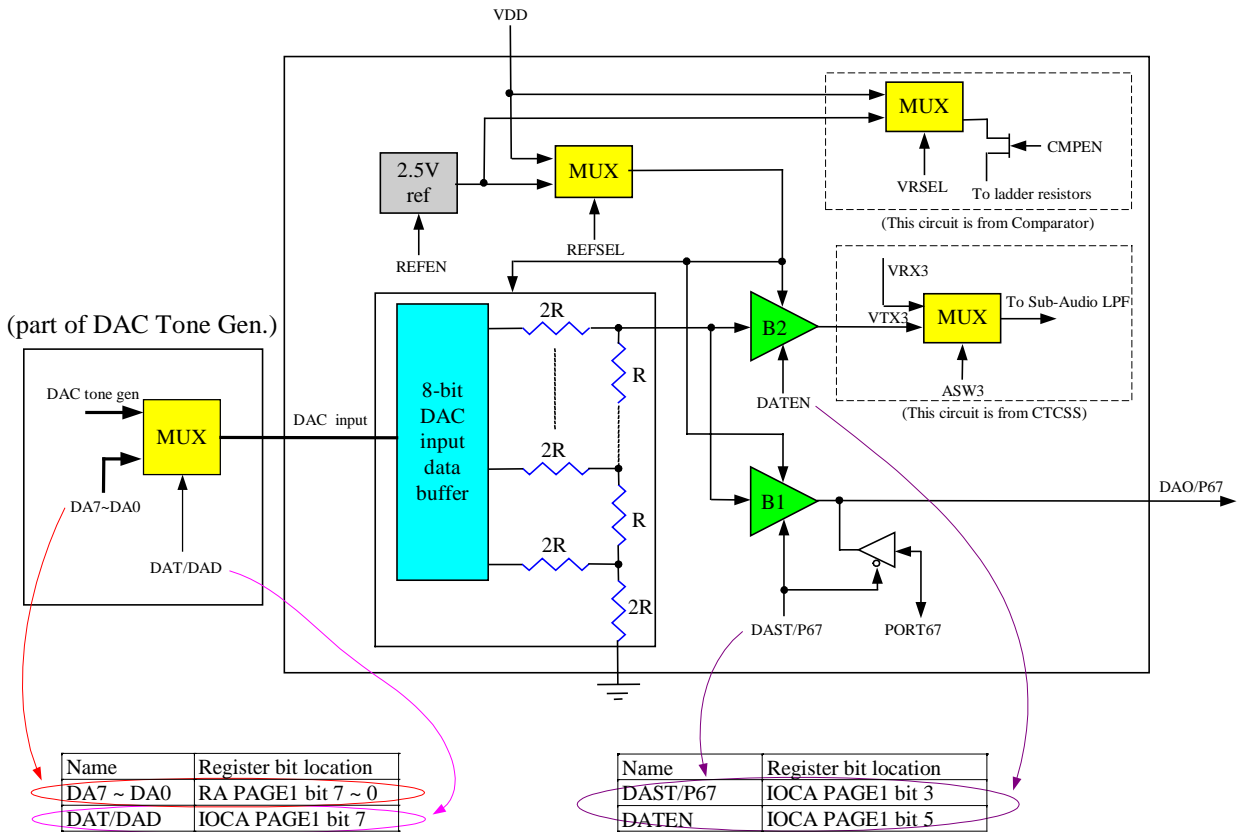 VDD
MUX
CMPEN
VRSEL
To ladder resistors
(This circuit is from Comparator)
2.5V
ref
MUX
REFEN
REFSEL
VRX3
To Sub-Audio LPF
VTX3
MUX
ASW3
(This circuit is from CTCSS)
B2
DATEN
(part of DAC Tone Gen.)
DAC tone gen
MUX
DA7~DA0
DAT/DAD
DAC input
8-bit
DAC
input
data
buffer
2R
R
2R
R
2R
2R
B1
DAO/P67
DAST/P67
PORT67
Name Register bit location
DA7 ~ DA0 RA PAGE1 bit 7 ~ 0
DAT/DAD IOCA PAGE1 bit 7
Name Register bit location
DAST/P67 IOCA PAGE1 bit 3
DATEN IOCA PAGE1 bit 5